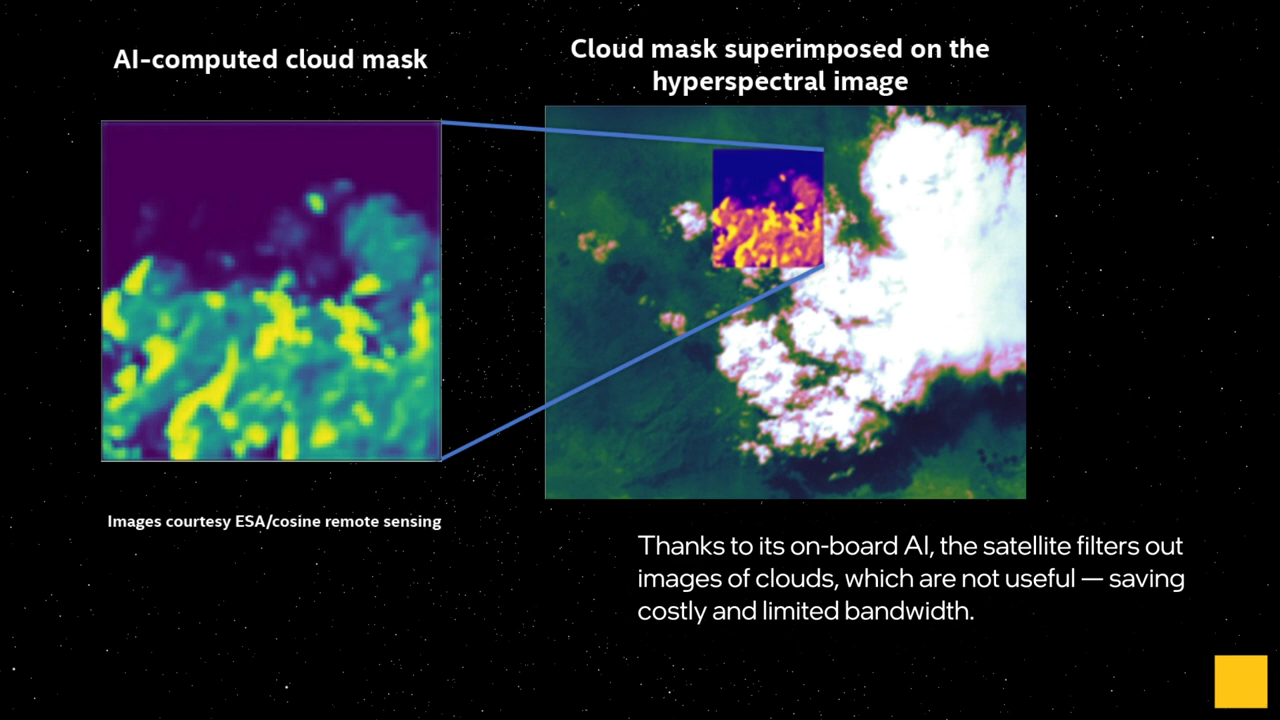 AI-computed cloud mask
Cloud mask superimposed on the
hyperspectral image
Images courtesy ESA/cosine remote sensing
Thanks to its on-board AI, the satellite filters out
images of clouds, which are not useful — saving
costly and limited bandwidth.